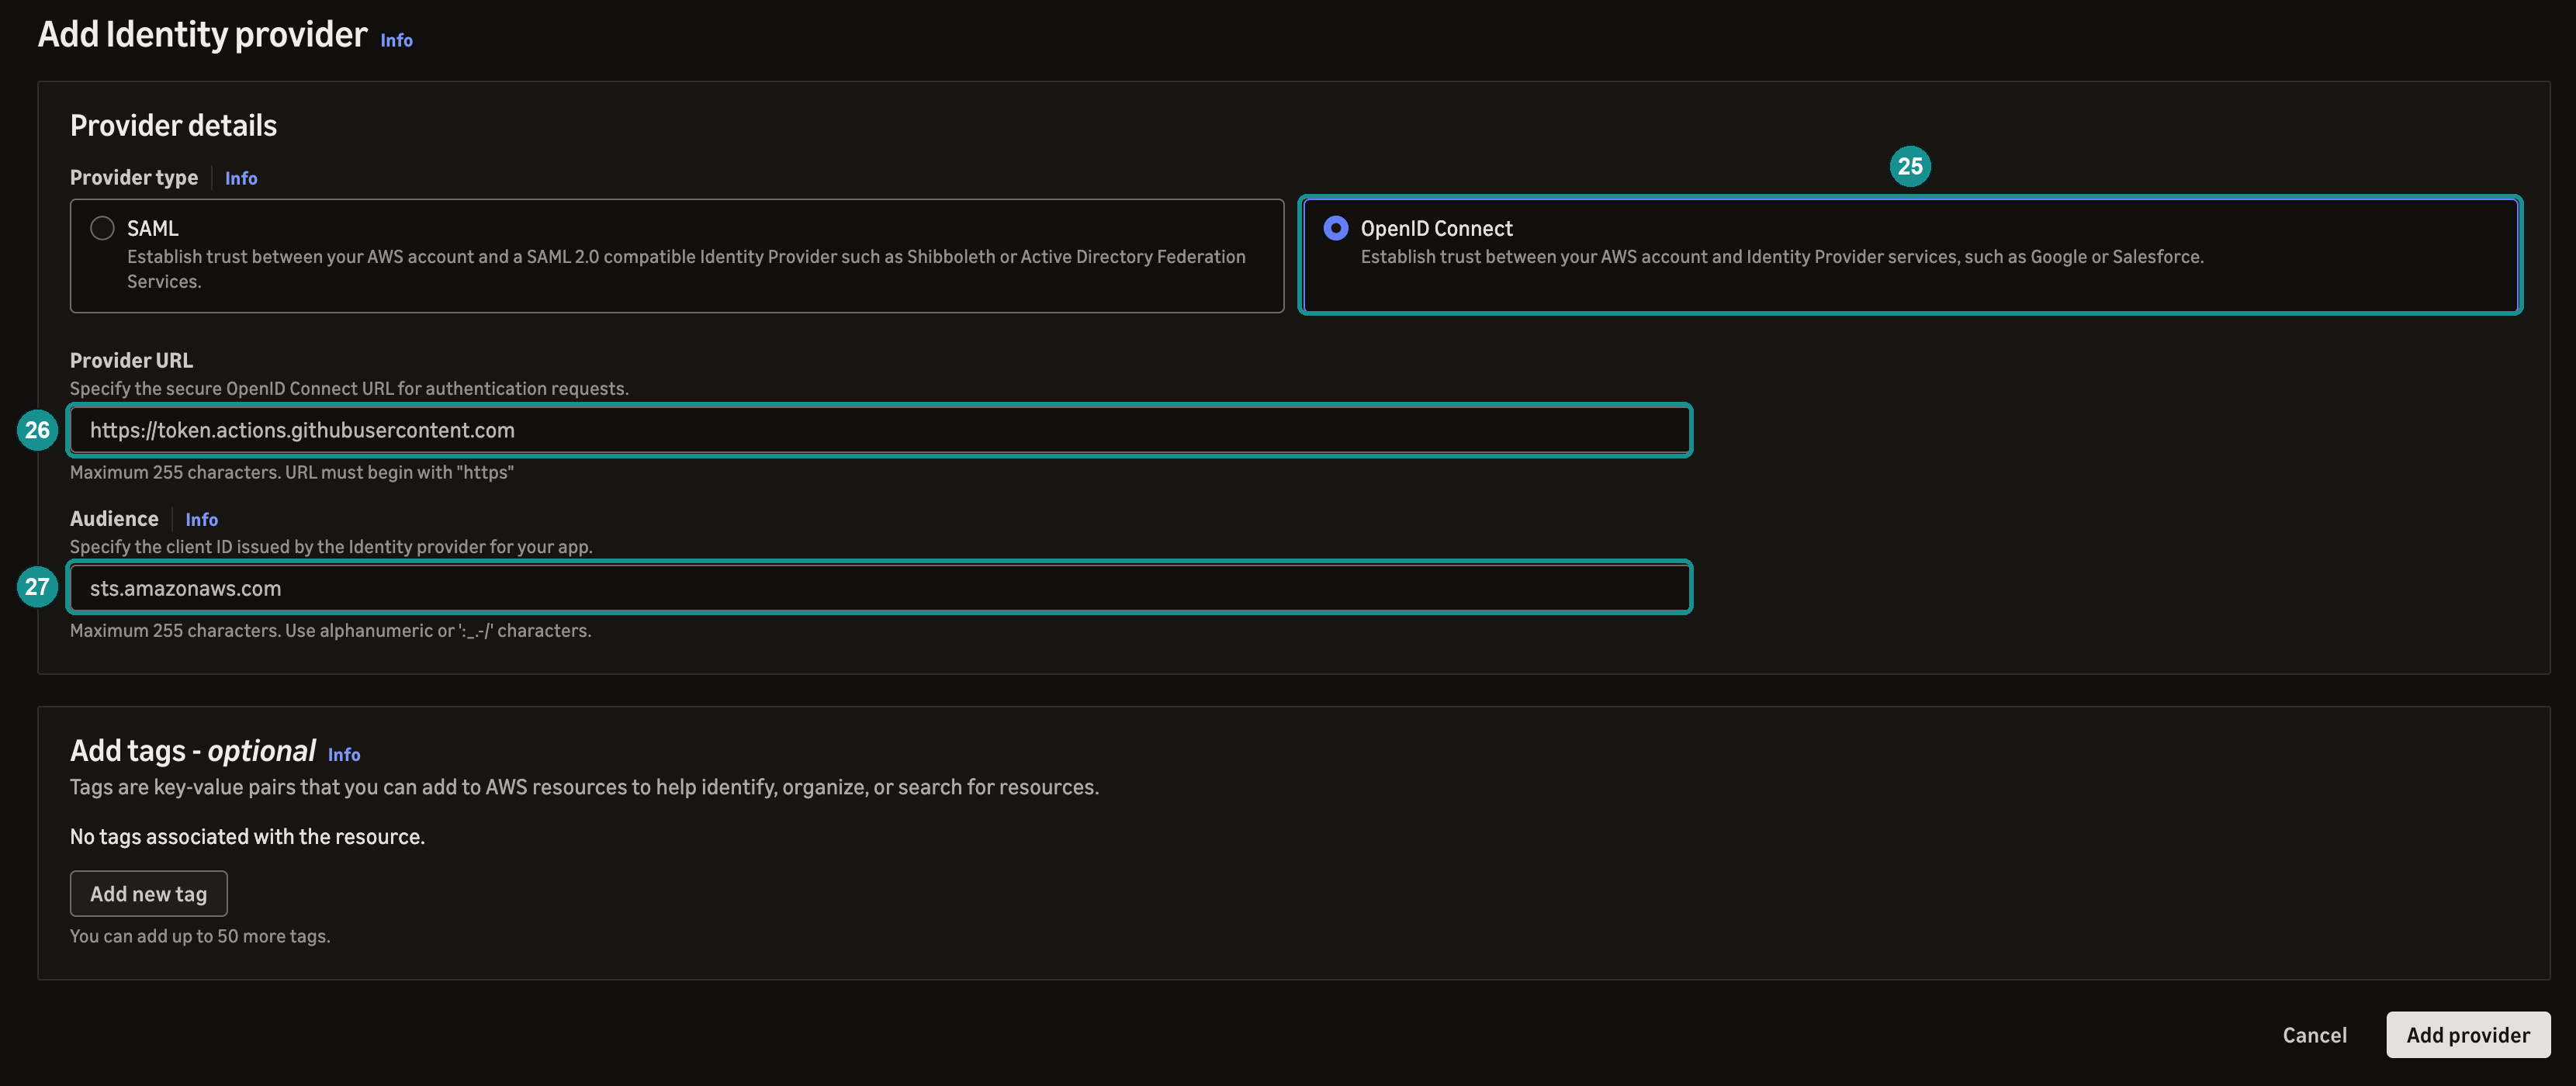 Add Identity provider Info
Provider details
25
Provider type Info
SAML
Establish trust between your AWS account and a SAML 2.0 compatible Identity Provider such as Shibboleth or Active Directory Federation
Services.
OpenID Connect
Establish trust between your AWS account and Identity Provider services, such as Google or Salesforce.
Provider URL
Specify the secure OpenID Connect URL for authentication requests.
26 https://token.actions.githubusercontent.com
Maximum 255 characters. URL must begin with "https"
Audience Info
Specify the client ID issued by the Identity provider for your app.
27 sts.amazonaws.com
Maximum 255 characters. Use alphanumeric or ':_.-/' characters.
Add tags - optional Info
Tags are key-value pairs that you can add to AWS resources to help identify, organize, or search for resources.
No tags associated with the resource.
Add new tag
You can add up to 50 more tags.
Cancel Add provider